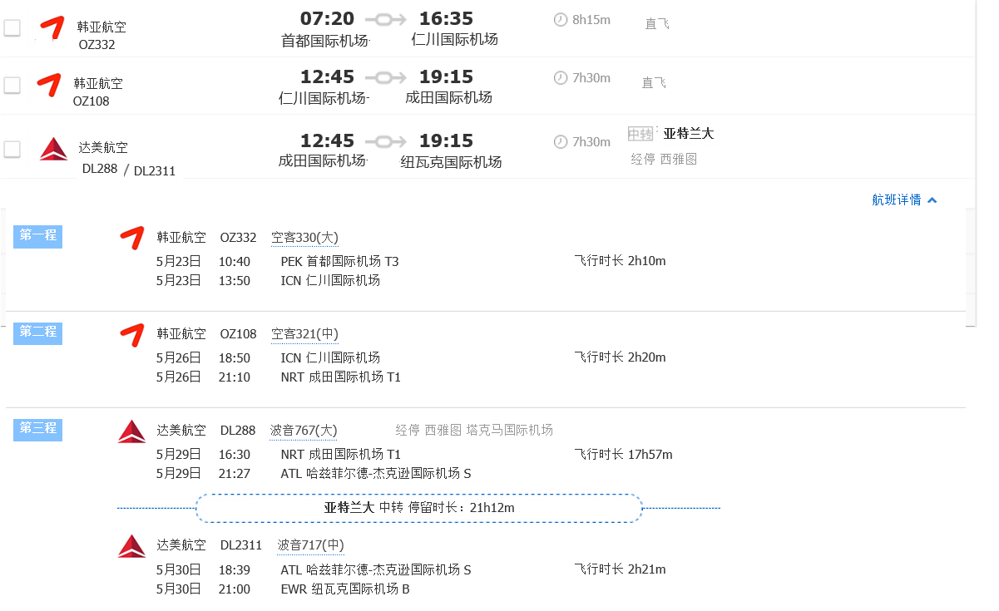 韩亚航空
OZ332
07:20 16:35
首都国际机场 仁川国际机场
8h15m 直飞
韩亚航空
OZ108
12:45 19:15
仁川国际机场 成田国际机场
7h30m 直飞
达美航空
DL288 / DL2311
12:45 19:15
成田国际机场 纽瓦克国际机场
7h30m 中转 亚特兰大
经停 西雅图
航班详情
第一程 韩亚航空 OZ332 空客330(大)
5月23日 10:40 PEK 首都国际机场 T3 飞行时长 2h10m
5月23日 13:50 ICN 仁川国际机场
第二程 韩亚航空 OZ108 空客321(中)
5月26日 18:50 ICN 仁川国际机场 飞行时长 2h20m
5月26日 21:10 NRT 成田国际机场 T1
第三程 达美航空 DL288 波音767(大) 经停 西雅图 塔克马国际机场
5月29日 16:30 NRT 成田国际机场 T1 飞行时长 17h57m
5月29日 21:27 ATL 哈兹菲尔德-杰克逊国际机场 S
亚特兰大 中转 停留时长：21h12m
达美航空 DL2311 波音717(中)
5月30日 18:39 ATL 哈兹菲尔德-杰克逊国际机场 S 飞行时长 2h21m
5月30日 21:00 EWR 纽瓦克国际机场 B